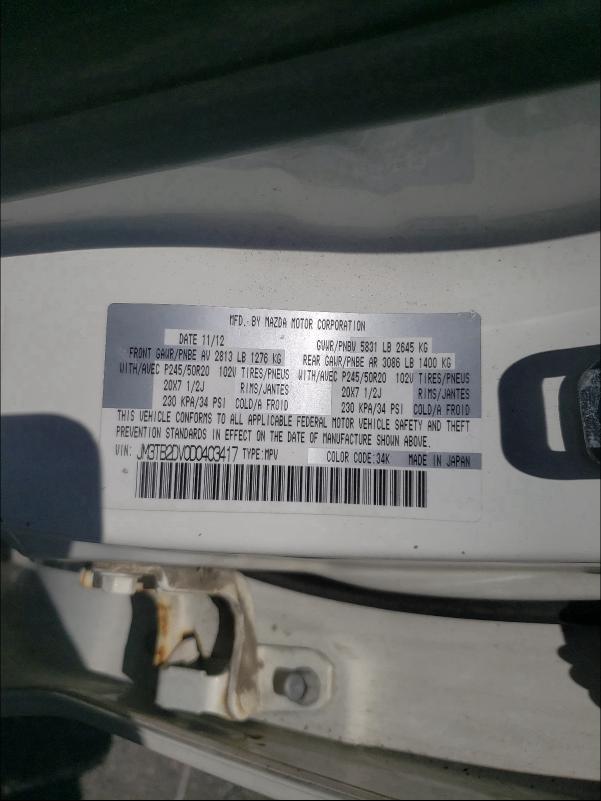 MFD. BY MAZDA MOTOR CORPORATION
DATE 11/12 GVWR/PNBV 5831 LB 2645 KG
FRONT GAWR/PNBE AV 2813 LB 1276 KG REAR GAWR/PNBE AR 3086 LB 1400 KG
WITH/AVEC P245/50R20 102V TIRES/PNEUS WITH/AVEC P245/50R20 102V TIRES/PNEUS
20X7 1/2J RIMS/JANTES 20X7 1/2J RIMS/JANTES
230 KPA/34 PSI COLD/A FROID 230 KPA/34 PSI COLD/A FROID
THIS VEHICLE CONFORMS TO ALL APPLICABLE FEDERAL MOTOR VEHICLE SAFETY AND THEFT
PREVENTION STANDARDS IN EFFECT ON THE DATE OF MANUFACTURE SHOWN ABOVE.
VIN: JM3TB2DV0D0403417 TYPE:MPV COLOR CODE:34K MADE IN JAPAN